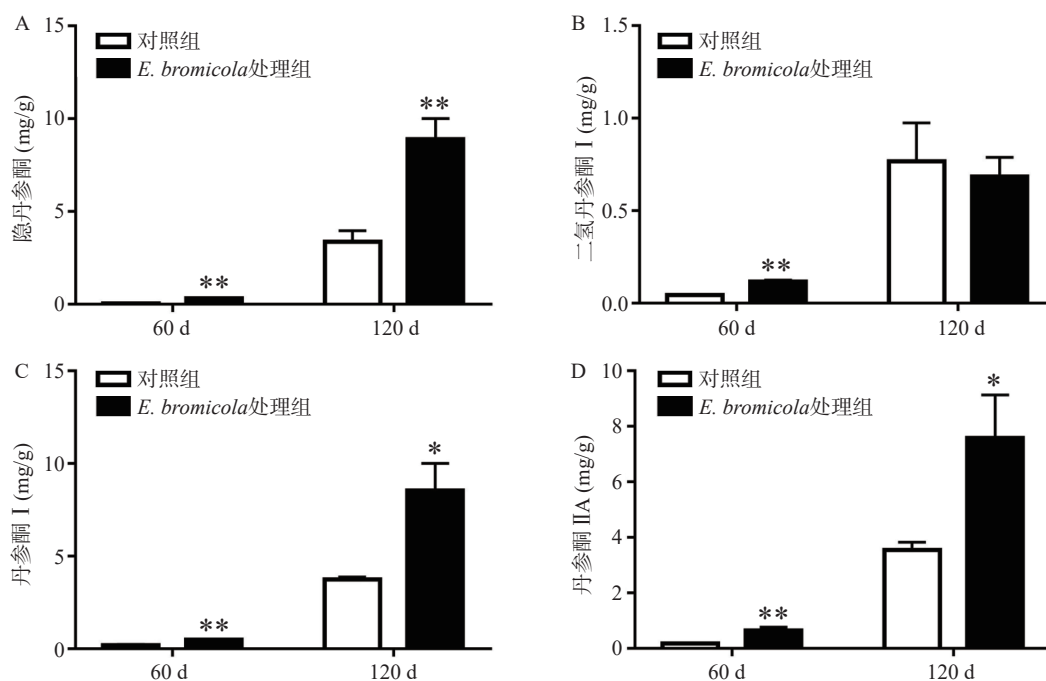 A
15
10
5
0
隐丹参酮 (mg/g)
对照组
E. bromicola处理组
**
**
60 d
120 d
B
1.5
1.0
0.5
0.0
二氢丹参酮 I (mg/g)
对照组
E. bromicola处理组
**
60 d
120 d
C
15
10
5
0
丹参酮 I (mg/g)
对照组
E. bromicola处理组
**
*
60 d
120 d
D
10
8
6
4
2
0
丹参酮 IIA (mg/g)
对照组
E. bromicola处理组
**
*
60 d
120 d